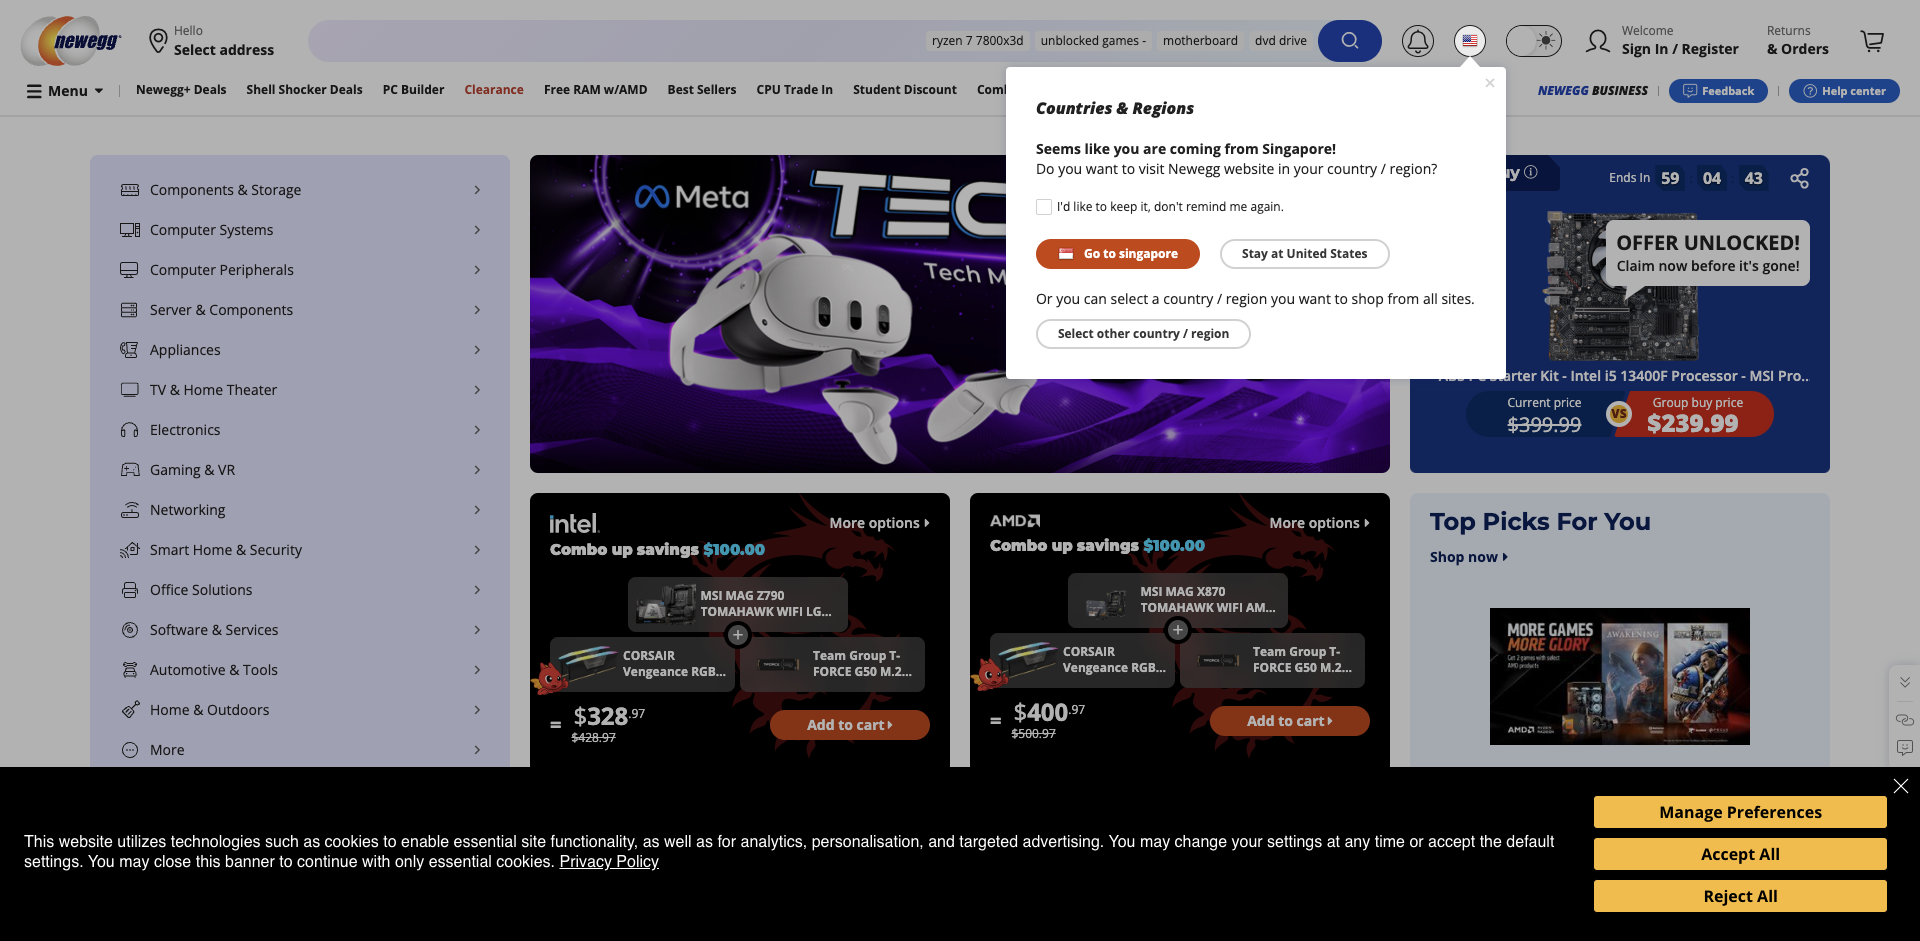 newegg
Hello
Select address
ryzen 7 7800x3d
unblocked games -
motherboard
dvd drive
Welcome
Sign In / Register
Returns
& Orders
Menu
Newegg+ Deals
Shell Shocker Deals
PC Builder
Clearance
Free RAM w/AMD
Best Sellers
CPU Trade In
Student Discount
NEWEGG BUSINESS
Feedback
Help center
Countries & Regions
Seems like you are coming from Singapore!
Do you want to visit Newegg website in your country / region?
I'd like to keep it, don't remind me again.
Go to singapore
Stay at United States
Or you can select a country / region you want to shop from all sites.
Select other country / region
Components & Storage
Computer Systems
Computer Peripherals
Server & Components
Appliances
TV & Home Theater
Electronics
Gaming & VR
Networking
Smart Home & Security
Office Solutions
Software & Services
Automotive & Tools
Home & Outdoors
More
Meta
Ends In 59 04 43
OFFER UNLOCKED!
Claim now before it's gone!
Starter Kit - Intel i5 13400F Processor - MSI Pro..
Current price
$399.99
VS
Group buy price
$239.99
intel.
More options
Combo up savings $100.00
MSI MAG Z790
TOMAHAWK WIFI LG...
CORSAIR
Vengeance RGB...
Team Group T-
FORCE G50 M.2...
= $328.97
$428.97
Add to cart
AMD
More options
Combo up savings $100.00
MSI MAG X870
TOMAHAWK WIFI AM...
CORSAIR
Vengeance RGB...
Team Group T-
FORCE G50 M.2...
= $400.97
$500.97
Add to cart
Top Picks For You
Shop now
MORE GAMES
MORE GLORY
Get 2 games with select
AMD products
AWAKENING
AMD
This website utilizes technologies such as cookies to enable essential site functionality, as well as for analytics, personalisation, and targeted advertising. You may change your settings at any time or accept the default
settings. You may close this banner to continue with only essential cookies. Privacy Policy
Manage Preferences
Accept All
Reject All